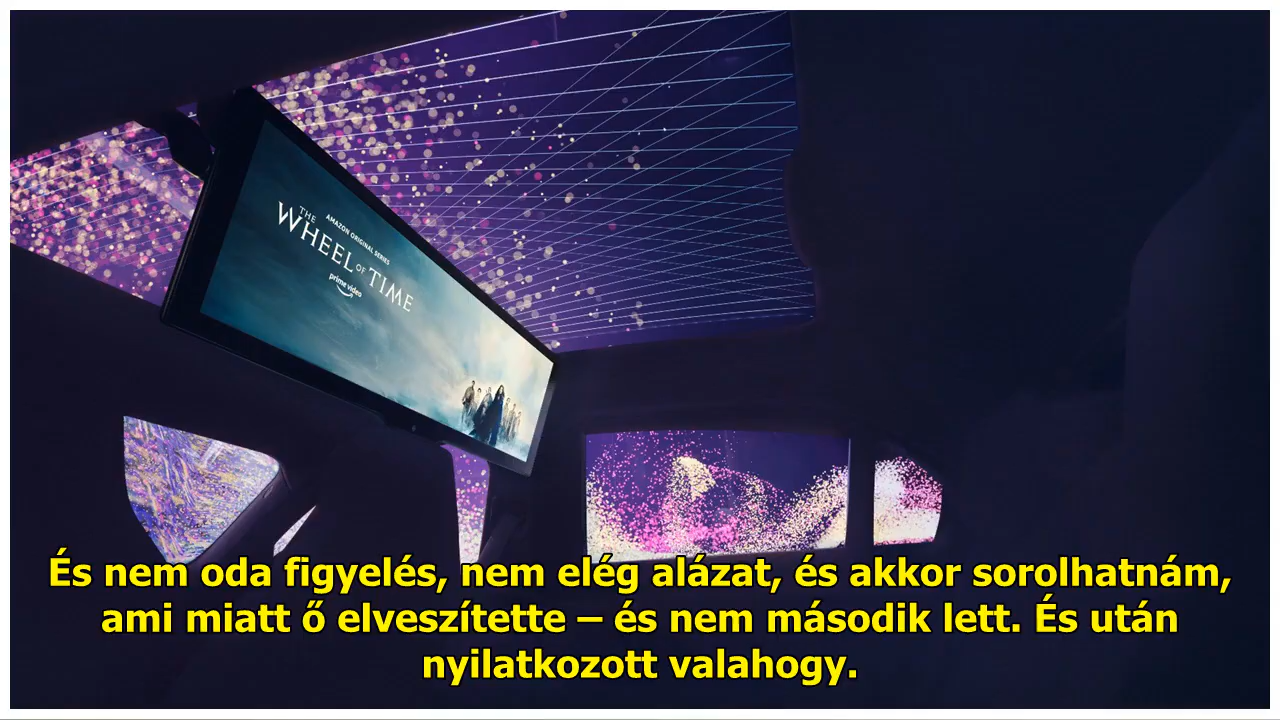 THE
AMAZON ORIGINAL SERIES
WHEEL OF TIME
prime video
És nem oda figyelés, nem elég alázat, és akkor sorolhatnám,
ami miatt ő elveszítette – és nem második lett. És után
nyilatkozott valahogy.